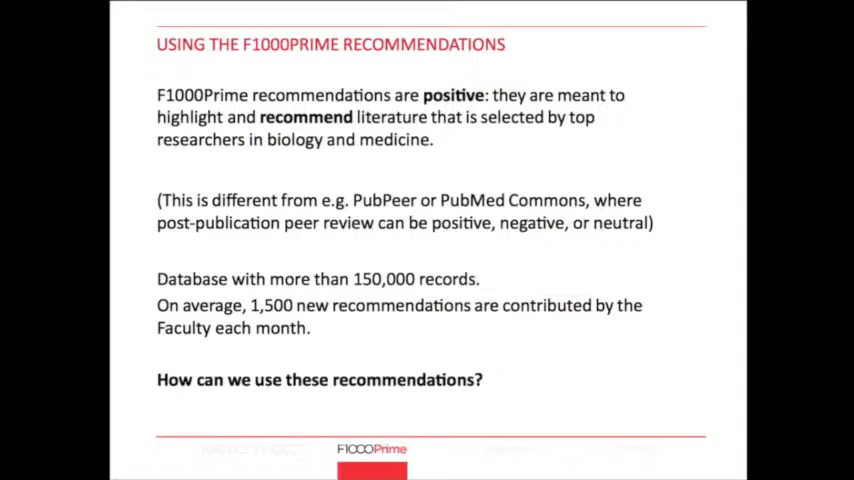 USING THE F1000PRIME RECOMMENDATIONS
F1000Prime recommendations are positive: they are meant to
highlight and recommend literature that is selected by top
researchers in biology and medicine.
(This is different from e.g. PubPeer or PubMed Commons, where
post-publication peer review can be positive, negative, or neutral)
Database with more than 150,000 records.
On average, 1,500 new recommendations are contributed by the
Faculty each month.
How can we use these recommendations?
F1000Prime